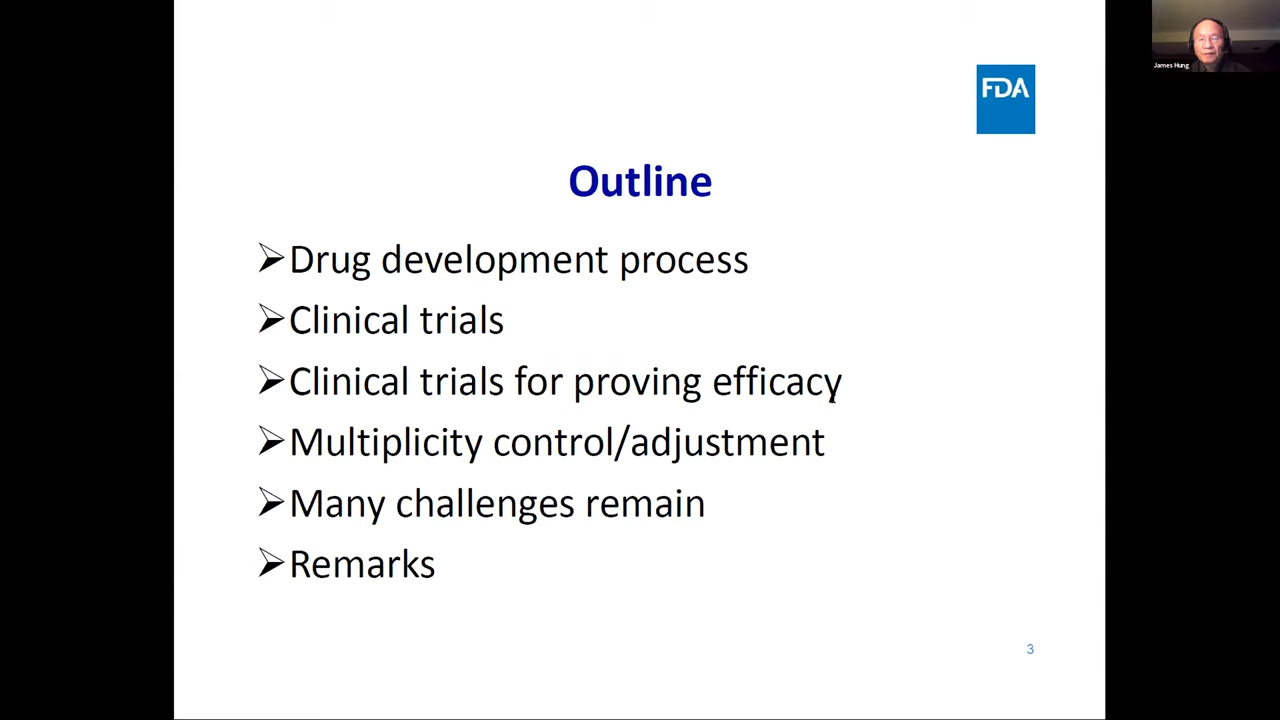 James Hung
FDA
Outline
➢Drug development process
➢Clinical trials
➢Clinical trials for proving efficacy
➢Multiplicity control/adjustment
➢Many challenges remain
➢Remarks
3